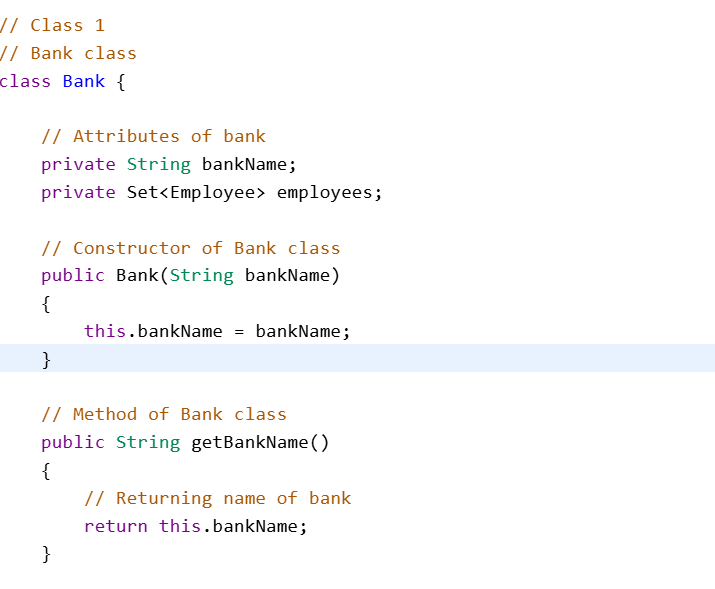 // Class 1
// Bank class
class Bank {
// Attributes of bank
private String bankName;
private Set<Employee> employees;
// Constructor of Bank class
public Bank(String bankName)
{
this.bankName = bankName;
}
// Method of Bank class
public String getBankName()
{
// Returning name of bank
return this.bankName;
}